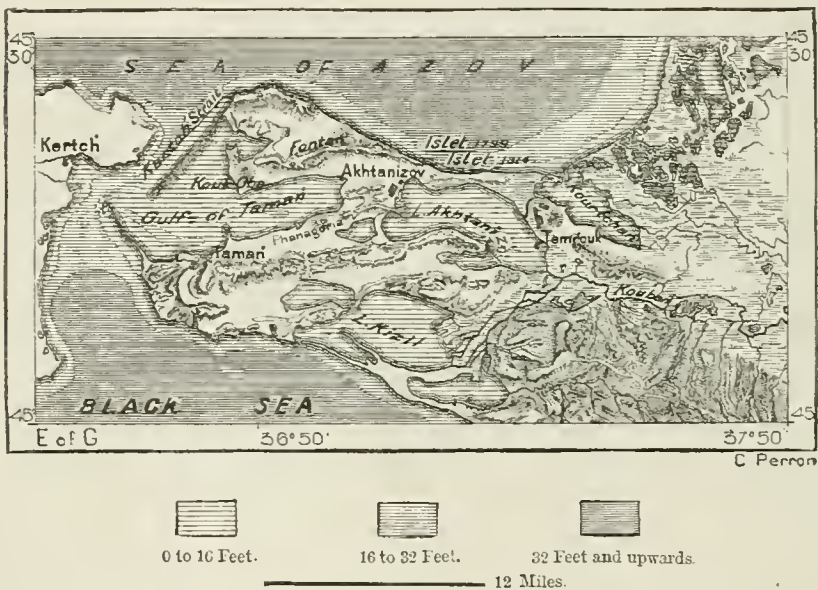 45
30
45
30
SEA OF AZOV
Kertch
Kertch Strait
Fontan
Islet 1799
Islet 1814
Akhtanizov
Gulf of Taman
L. Akhtaniz
Phanagoria
Taman
Temrouk
Kouban
L. Kizil
45
45
BLACK SEA
E of G
36°50'
37°50'
C Perron
0 to 16 Feet.
16 to 32 Feet.
32 Feet and upwards.
12 Miles.